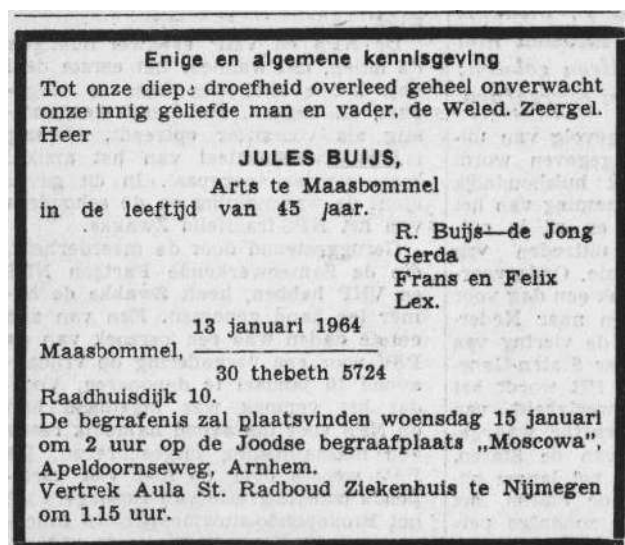 Enige en algemene kennisgeving
Tot onze diepe droefheid overleed geheel onverwacht
onze innig geliefde man en vader, de Weled. Zeergel.
Heer
JULES BUIJS,
Arts te Maasbommel
in de leeftijd van 45 jaar.
R. Buijs—de Jong
Gerda
Frans en Felix
Lex.
13 januari 1964
Maasbommel,
30 thebeth 5724
Raadhuisdijk 10.
De begrafenis zal plaatsvinden woensdag 15 januari
om 2 uur op de Joodse begraafplaats „Moscowa”,
Apeldoornseweg, Arnhem.
Vertrek Aula St. Radboud Ziekenhuis te Nijmegen
om 1.15 uur.